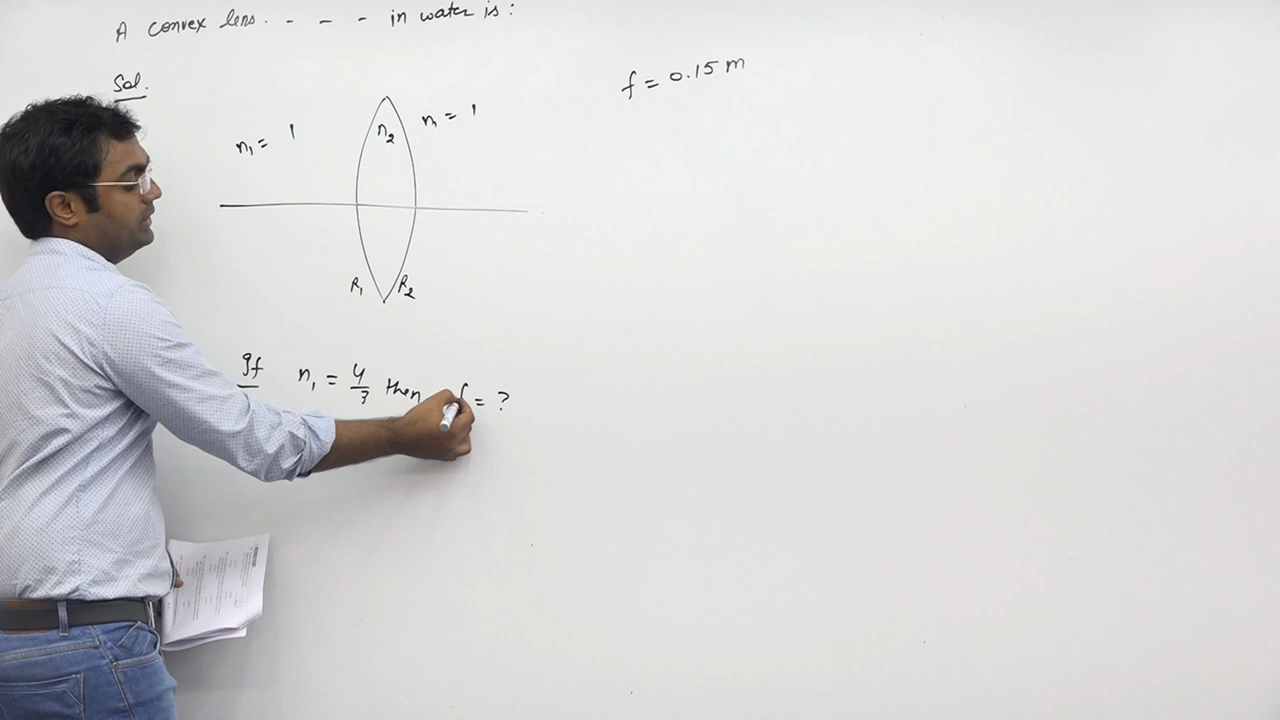 A convex lens. - - - in water is:
Sol.
f = 0.15 m
n₁ = 1
n₂
n₁ = 1
R₁
R₂
If n₁ = 4/3 then f = ?